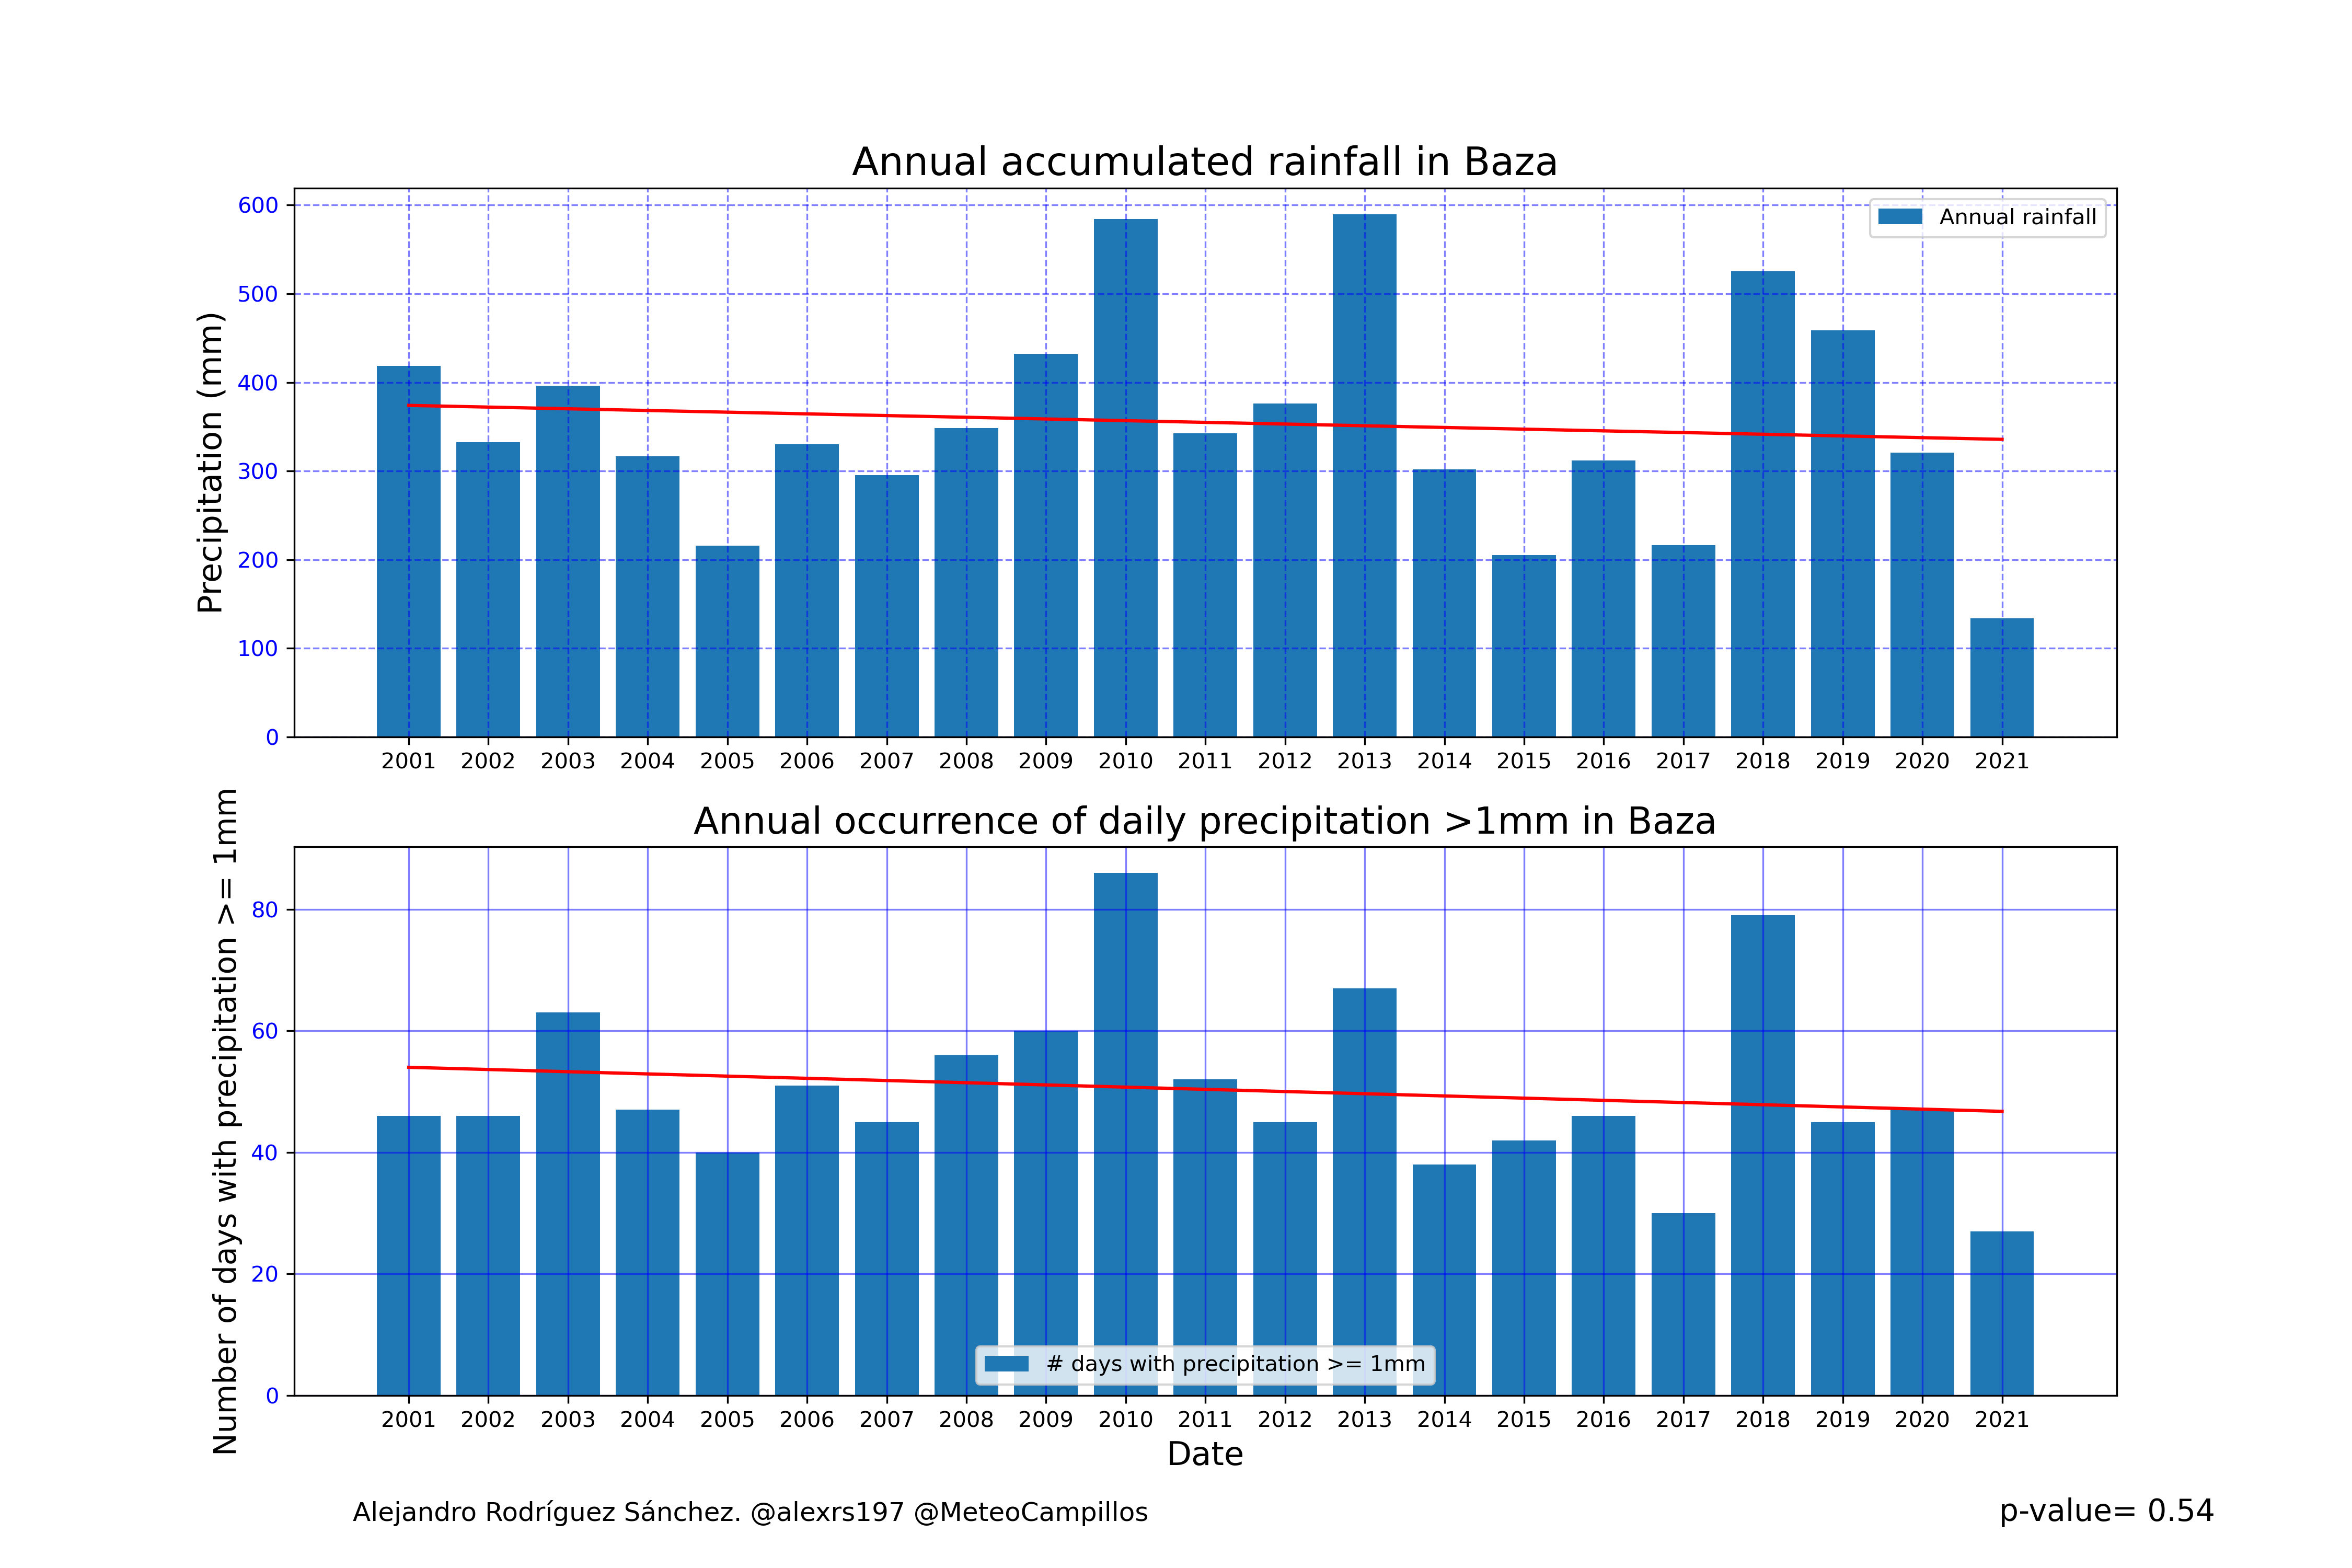 Annual accumulated rainfall in Baza
Precipitation (mm)
600
500
400
300
200
100
0
Annual rainfall
2001 2002 2003 2004 2005 2006 2007 2008 2009 2010 2011 2012 2013 2014 2015 2016 2017 2018 2019 2020 2021
Annual occurrence of daily precipitation >1mm in Baza
Number of days with precipitation >= 1mm
80
60
40
20
0
# days with precipitation >= 1mm
2001 2002 2003 2004 2005 2006 2007 2008 2009 2010 2011 2012 2013 2014 2015 2016 2017 2018 2019 2020 2021
Date
Alejandro Rodríguez Sánchez. @alexrs197 @MeteoCampillos
p-value= 0.54